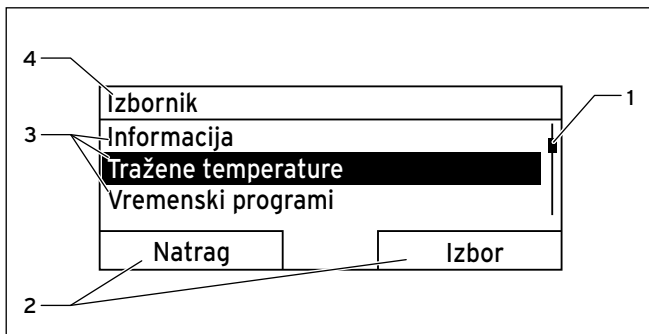 4
Izbornik
1
3
Informacija
Tražene temperature
Vremenski programi
Natrag
Izbor
2